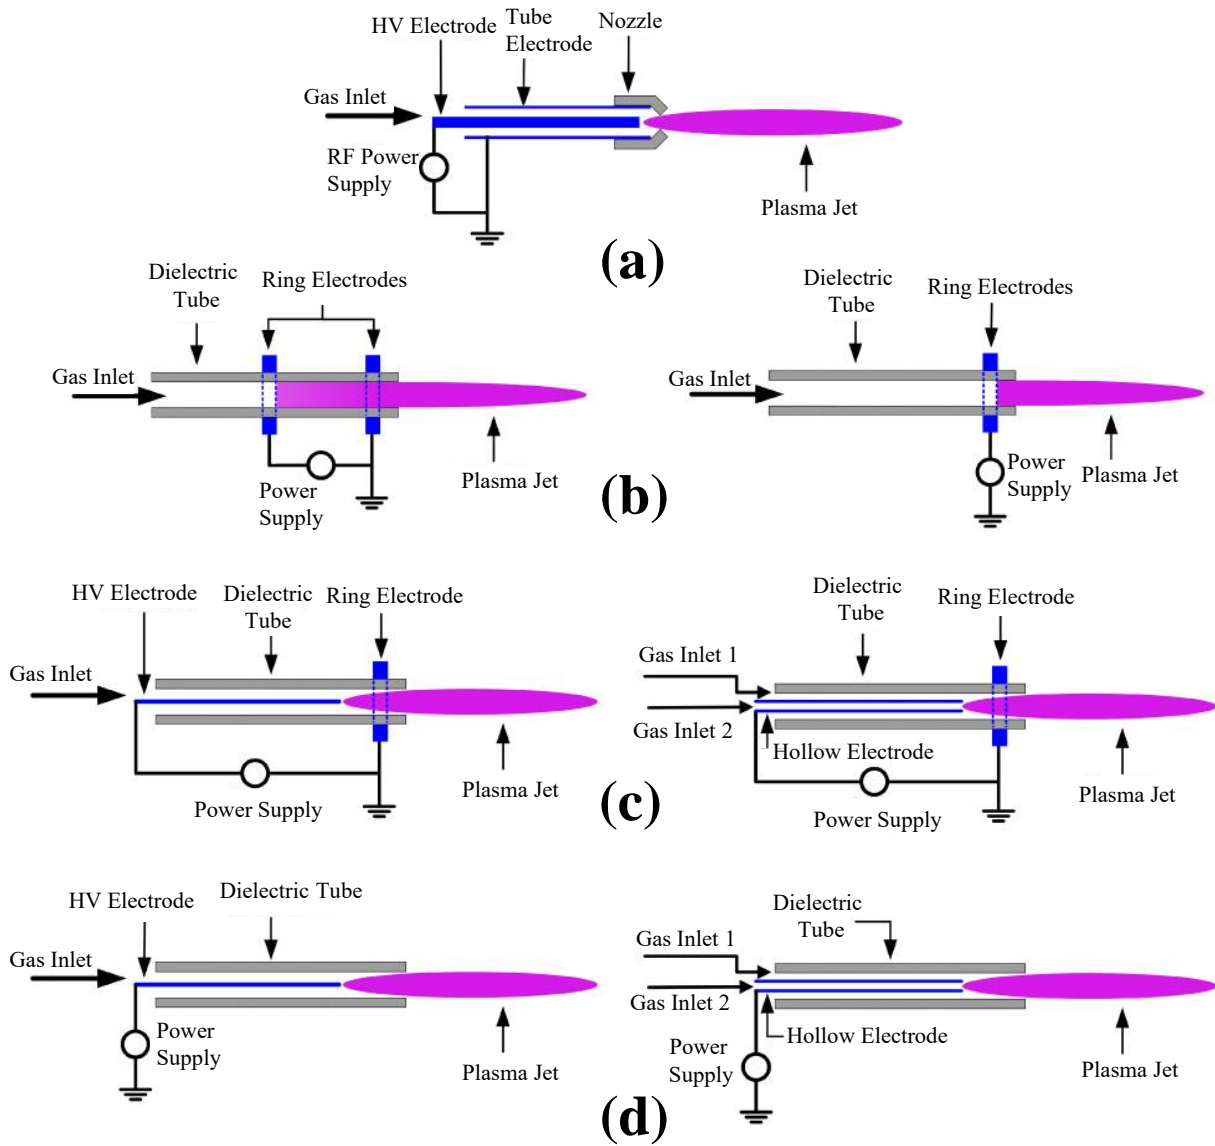 HV Electrode
Tube
Electrode
Nozzle
Gas Inlet
RF Power
Supply
Plasma Jet
(a)
Dielectric
Tube
Ring Electrodes
Gas Inlet
Power
Supply
Plasma Jet
Dielectric
Tube
Ring Electrodes
Gas Inlet
Power
Supply
Plasma Jet
(b)
HV Electrode
Dielectric
Tube
Ring Electrode
Gas Inlet
Power Supply
Plasma Jet
Dielectric
Tube
Ring Electrode
Gas Inlet 1
Gas Inlet 2
Hollow Electrode
Power Supply
Plasma Jet
(c)
HV Electrode
Dielectric Tube
Gas Inlet
Power
Supply
Plasma Jet
Dielectric
Tube
Gas Inlet 1
Gas Inlet 2
Hollow Electrode
Power
Supply
Plasma Jet
(d)